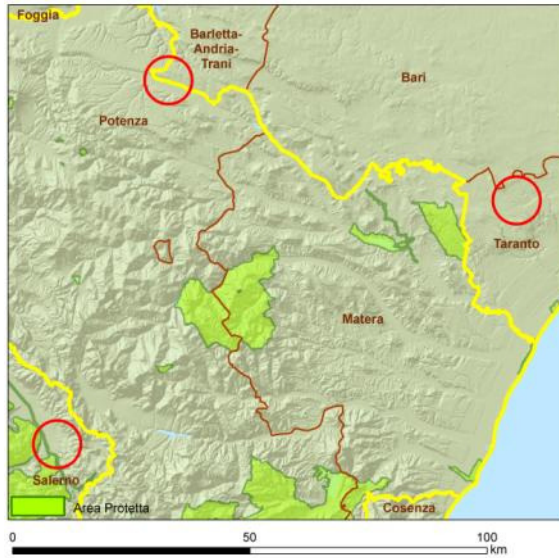 Foggia
Barletta-
Andria-
Trani
Bari
Potenza
Taranto
Matera
Salerno
Area Protetta
Cosenza
0 50 100
km